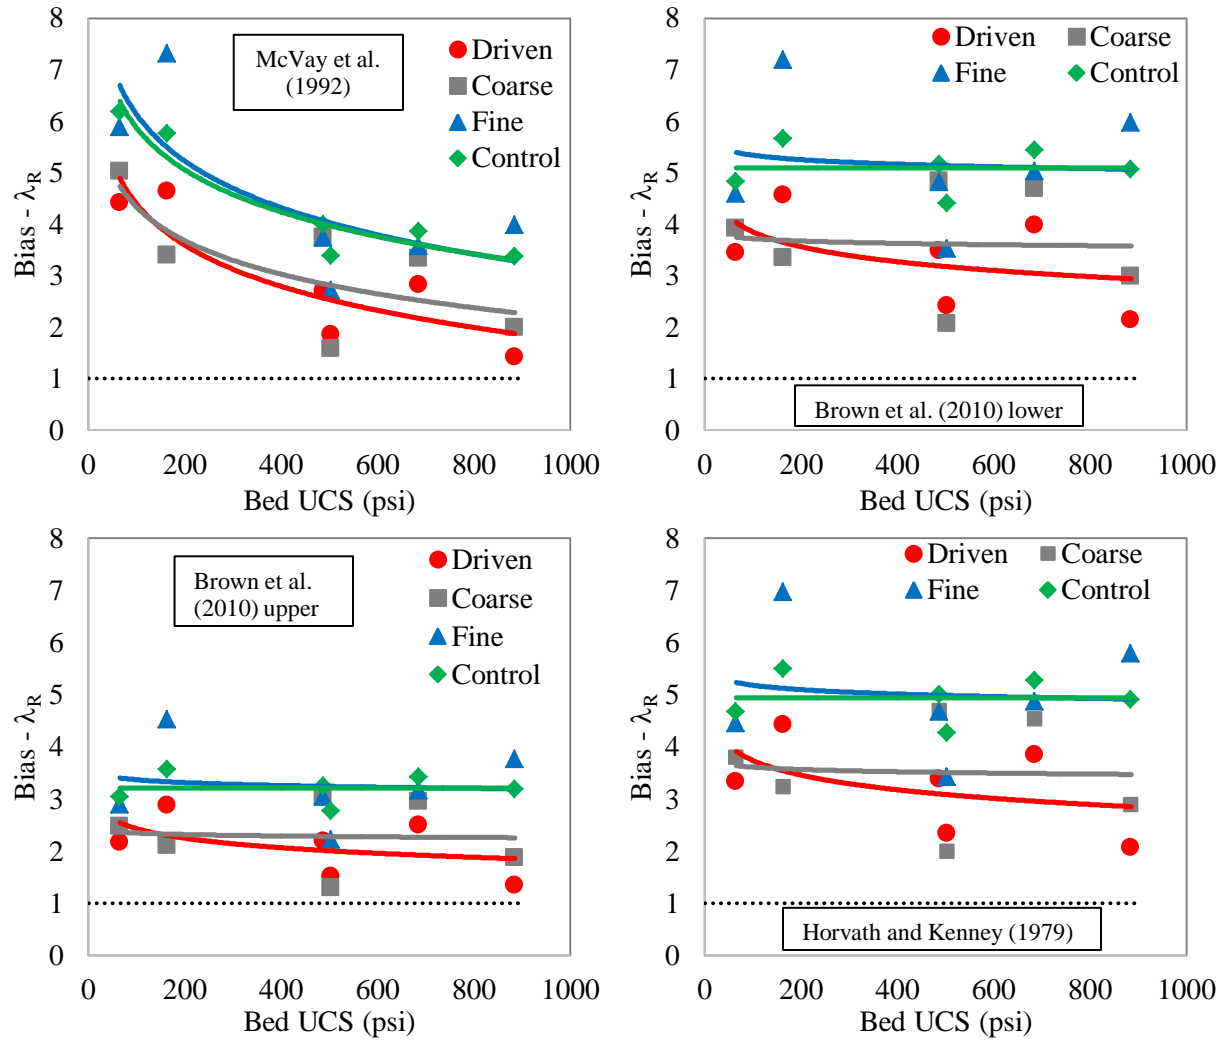 8
7
6
5
4
3
2
1
0
Bias - λR
McVay et al.
(1992)
Driven
Coarse
Fine
Control
0 200 400 600 800 1000
Bed UCS (psi)
8
7
6
5
4
3
2
1
0
Bias - λR
Driven Coarse
Fine Control
Brown et al. (2010) lower
0 200 400 600 800 1000
Bed UCS (psi)
8
7
6
5
4
3
2
1
0
Bias - λR
Brown et al.
(2010) upper
Driven
Coarse
Fine
Control
0 200 400 600 800 1000
Bed UCS (psi)
8
7
6
5
4
3
2
1
0
Bias - λR
Driven Coarse
Fine Control
Horvath and Kenney (1979)
0 200 400 600 800 1000
Bed UCS (psi)